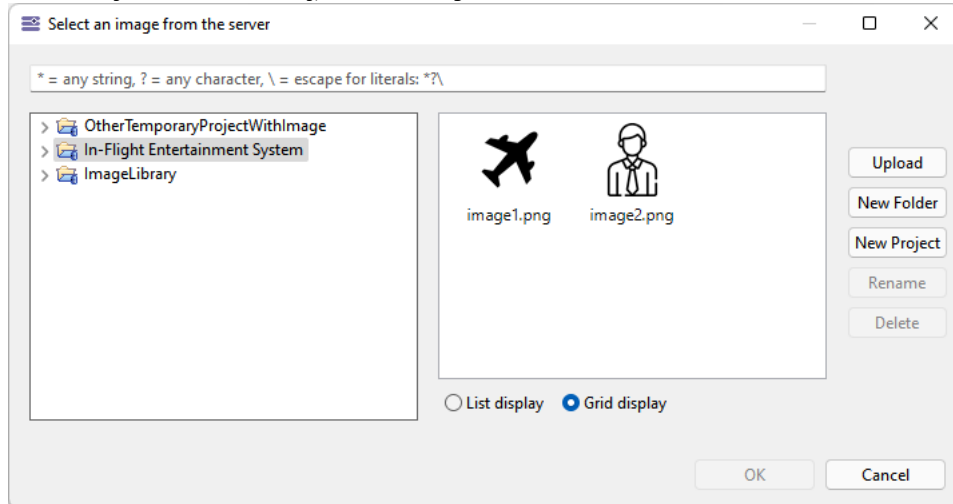 Select an image from the server
* = any string, ? = any character, \ = escape for literals: *?\
OtherTemporaryProjectWithImage
In-Flight Entertainment System
ImageLibrary
image1.png
image2.png
Upload
New Folder
New Project
Rename
Delete
List display
Grid display
OK
Cancel